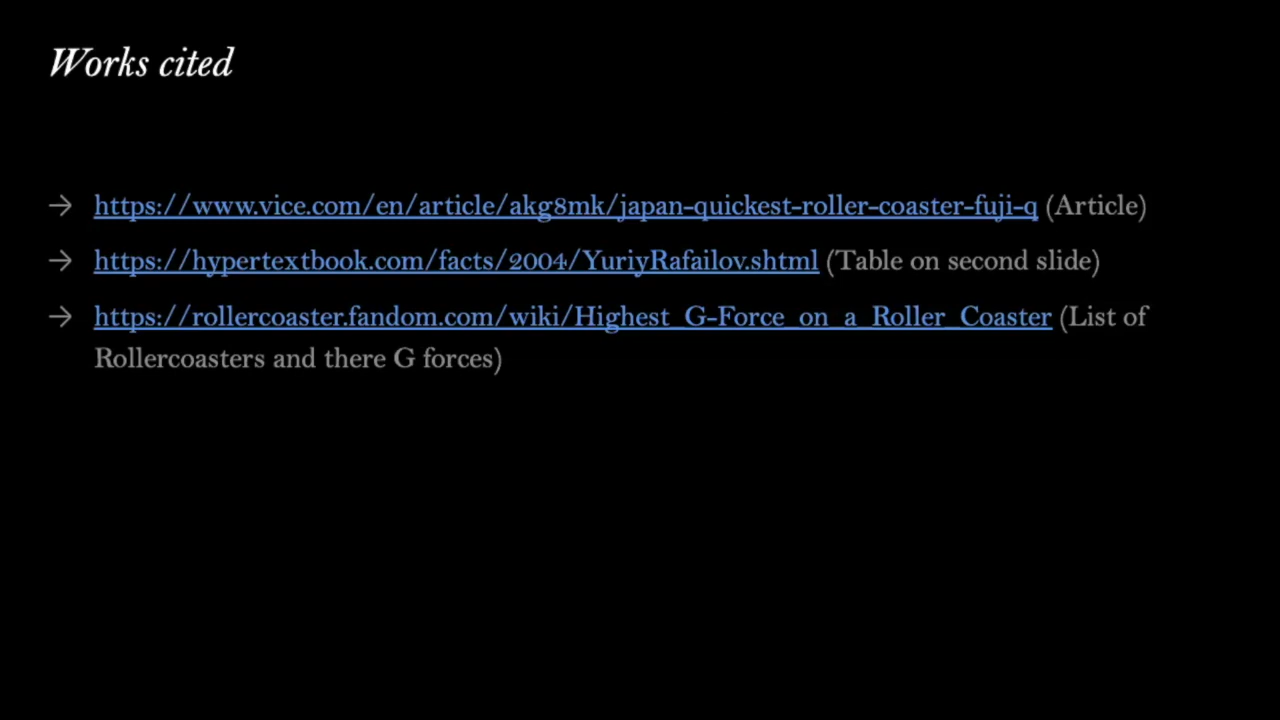 Works cited
→ https://www.vice.com/en/article/akg8mk/japan-quickest-roller-coaster-fuji-q (Article)
→ https://hypertextbook.com/facts/2004/YuriyRafailov.shtml (Table on second slide)
→ https://rollercoaster.fandom.com/wiki/Highest_G-Force_on_a_Roller_Coaster (List of
Rollercoasters and there G forces)